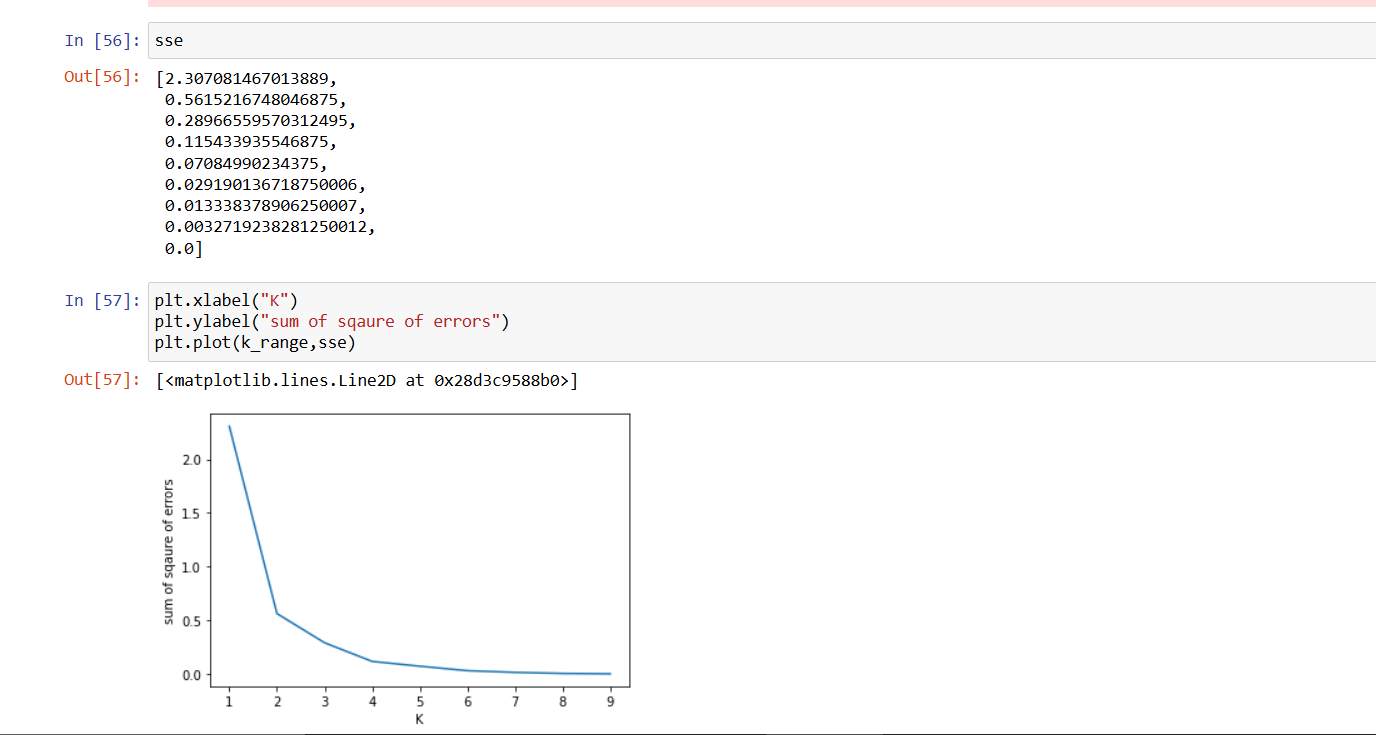 In [56]: sse
Out[56]: [2.307081467013889,
0.5615216748046875,
0.28966559570312495,
0.115433935546875,
0.07084990234375,
0.029190136718750006,
0.013338378906250007,
0.0032719238281250012,
0.0]
In [57]: plt.xlabel("K")
plt.ylabel("sum of sqaure of errors")
plt.plot(k_range,sse)
Out[57]: [<matplotlib.lines.Line2D at 0x28d3c9588b0>]
sum of sqaure of errors
2.0
1.5
1.0
0.5
0.0
1 2 3 4 5 6 7 8 9
K